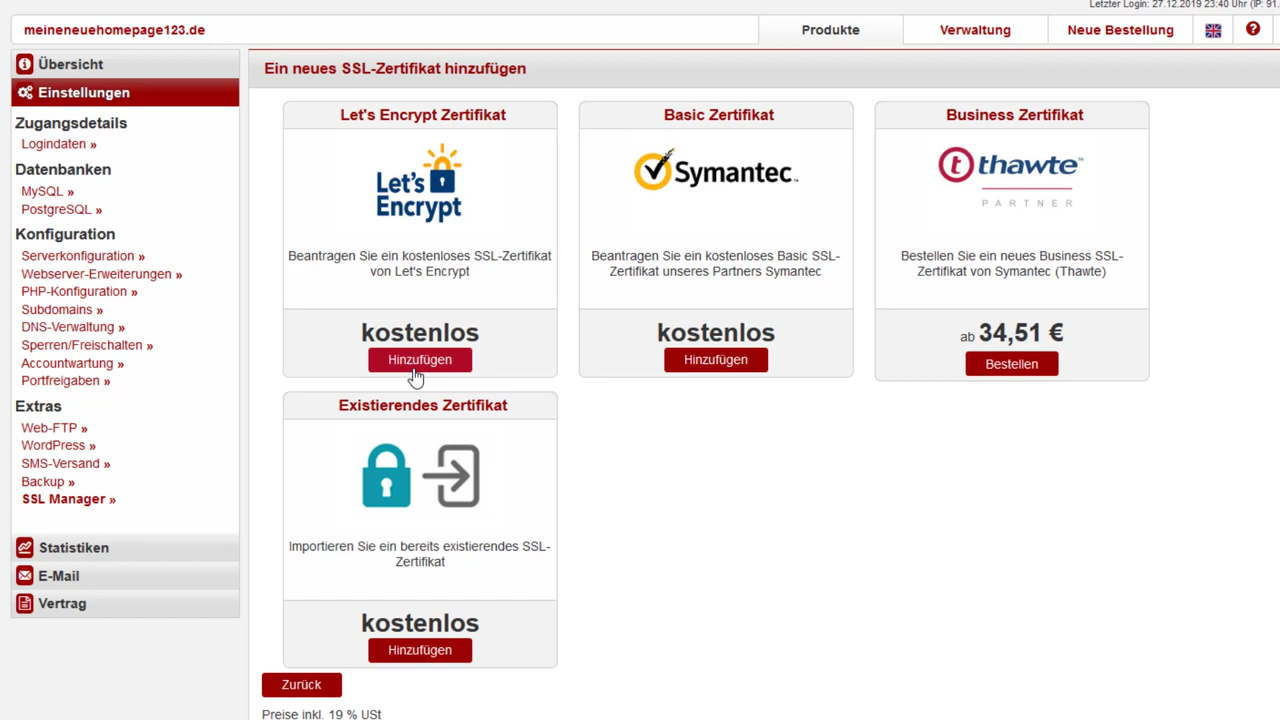 Letzter Login: 27.12.2019 23:40 Uhr (IP: 91.
meineneuehomepage123.de
Produkte
Verwaltung
Neue Bestellung
?
Übersicht
Einstellungen
Zugangsdetails
Logindaten »
Datenbanken
MySQL »
PostgreSQL »
Konfiguration
Serverkonfiguration »
Webserver-Erweiterungen »
PHP-Konfiguration »
Subdomains »
DNS-Verwaltung »
Sperren/Freischalten »
Accountwartung »
Portfreigaben »
Extras
Web-FTP »
WordPress »
SMS-Versand »
Backup »
SSL Manager »
Statistiken
E-Mail
Vertrag
Ein neues SSL-Zertifikat hinzufügen
Let's Encrypt Zertifikat
Let's
Encrypt
Beantragen Sie ein kostenloses SSL-Zertifikat
von Let's Encrypt
kostenlos
Hinzufügen
Basic Zertifikat
Symantec™
Beantragen Sie ein kostenloses Basic SSL-
Zertifikat unseres Partners Symantec
kostenlos
Hinzufügen
Business Zertifikat
t thawte™
PARTNER
Bestellen Sie ein neues Business SSL-
Zertifikat von Symantec (Thawte)
ab 34,51 €
Bestellen
Existierendes Zertifikat
Importieren Sie ein bereits existierendes SSL-
Zertifikat
kostenlos
Hinzufügen
Zurück
Preise inkl. 19 % USt